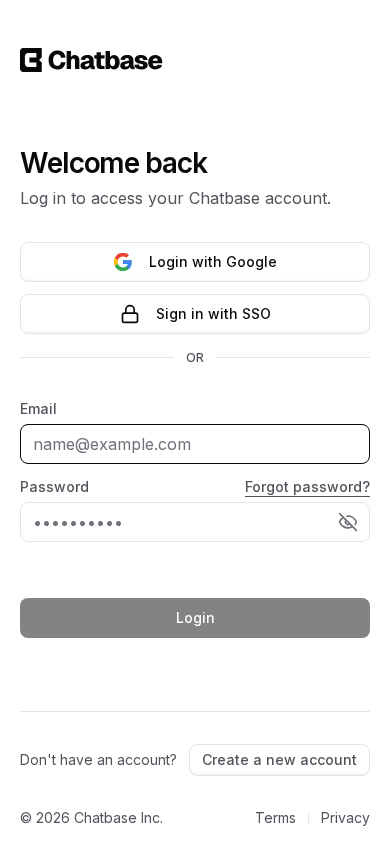 Chatbase
Welcome back
Log in to access your Chatbase account.
Login with Google
Sign in with SSO
OR
Email
name@example.com
Password Forgot password?
••••••••••
Login
Don't have an account? Create a new account
© 2026 Chatbase Inc. Terms Privacy